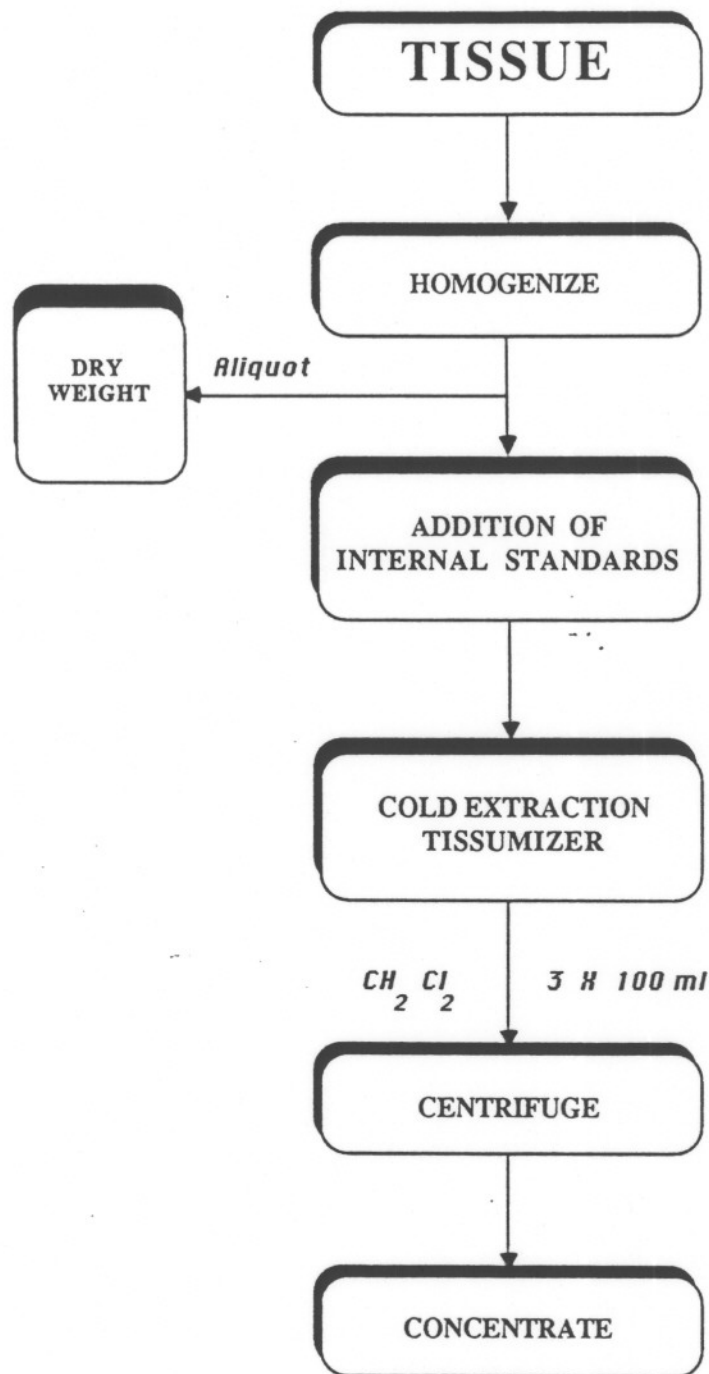 TISSUE
HOMOGENIZE
Aliquot
DRY
WEIGHT
ADDITION OF
INTERNAL STANDARDS
COLD EXTRACTION
TISSUMIZER
CH2 Cl2 3 X 100 ml
CENTRIFUGE
CONCENTRATE